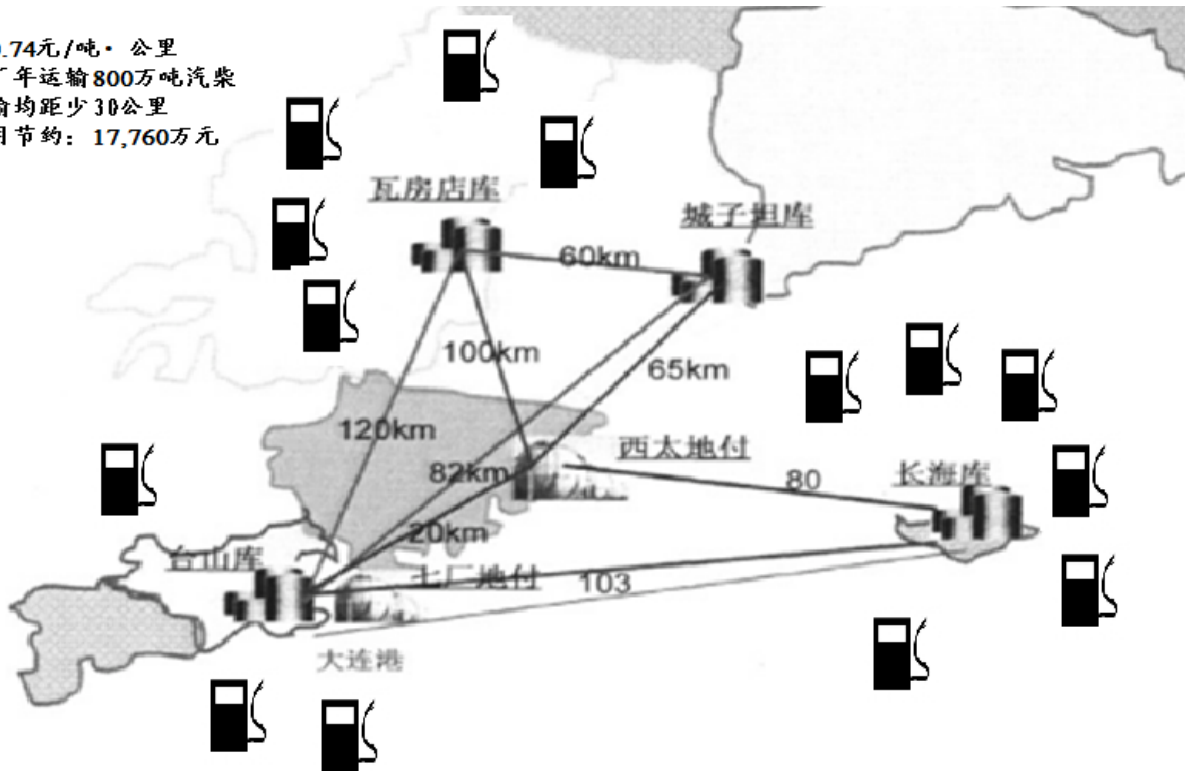 .74元/吨·公里
年运输800万吨汽柴
输均距少30公里
用节约：17,760万元
瓦房店库
城子坦库
60km
100km
65km
120km
西太地付
82km
长海库
80
20km
台山库
七厂地付
103
大连港